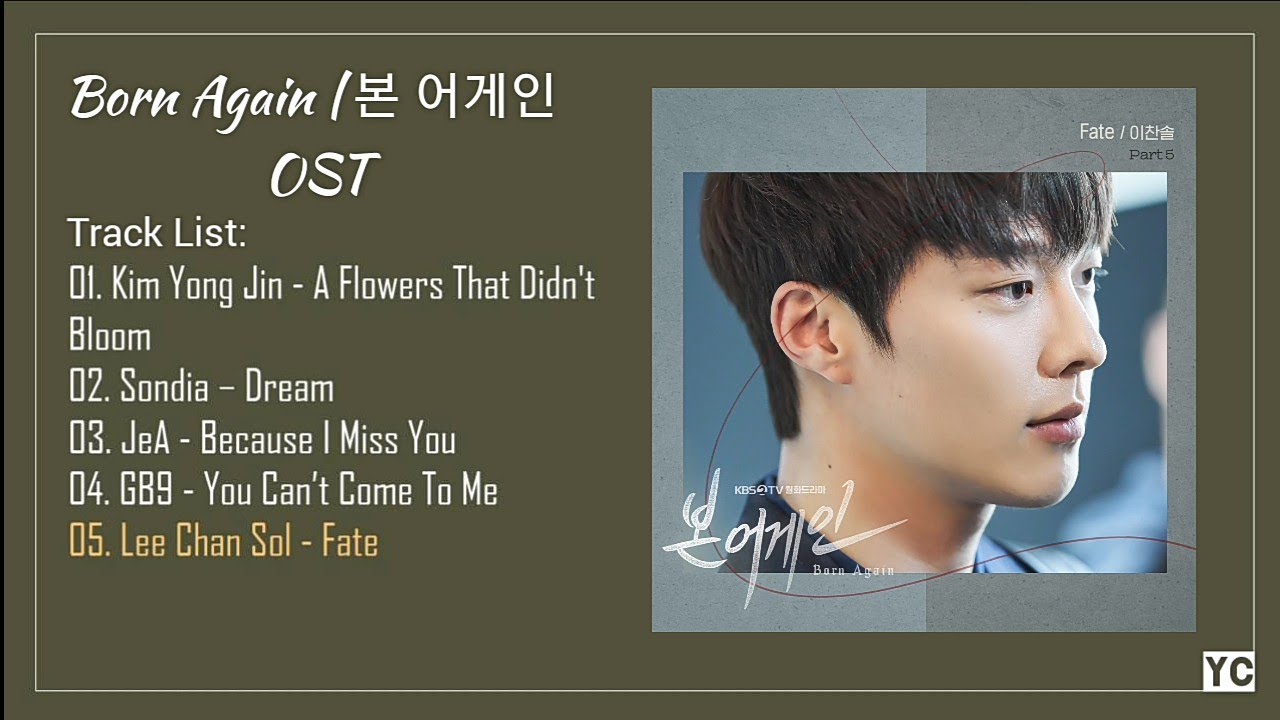 Born Again | 본 어게인
OST
Track List:
01. Kim Yong Jin - A Flowers That Didn't
Bloom
02. Sondia – Dream
03. JeA - Because I Miss You
04. GB9 - You Can’t Come To Me
05. Lee Chan Sol - Fate
Fate / 이찬솔
Part 5
KBS2TV 월화드라마
본 어게인
Born Again
YC